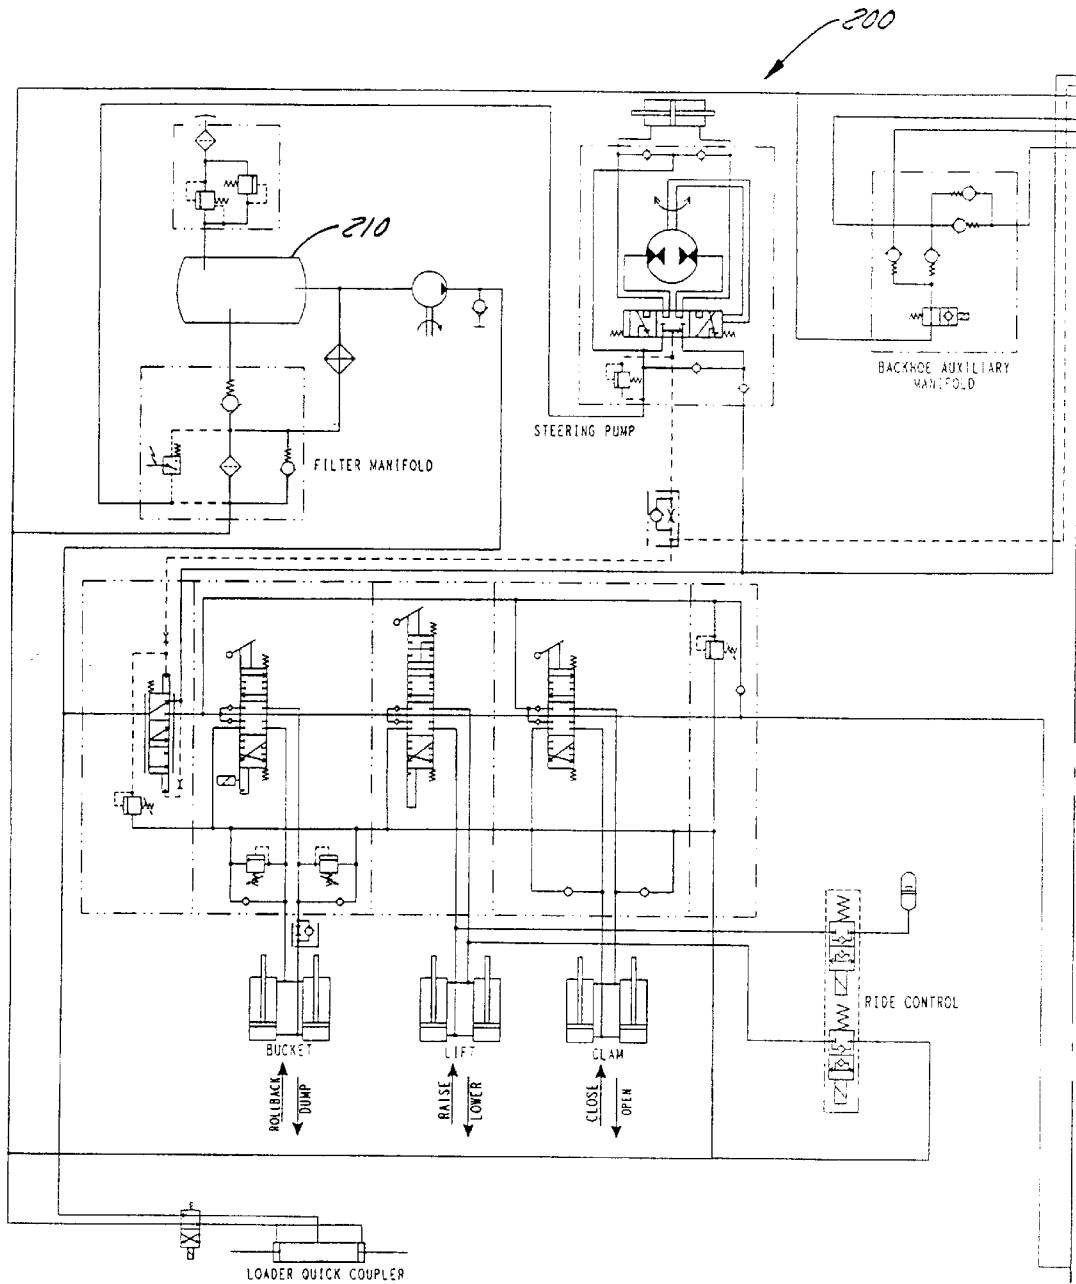 200
210
BACKHOE AUXILIARY
MANIFOLD
STEERING PUMP
FILTER MANIFOLD
RIDE CONTROL
BUCKET
LIFT
CLAM
ROLLBACK
DUMP
RAISE
LOWER
CLOSE
OPEN
LOADER QUICK COUPLER